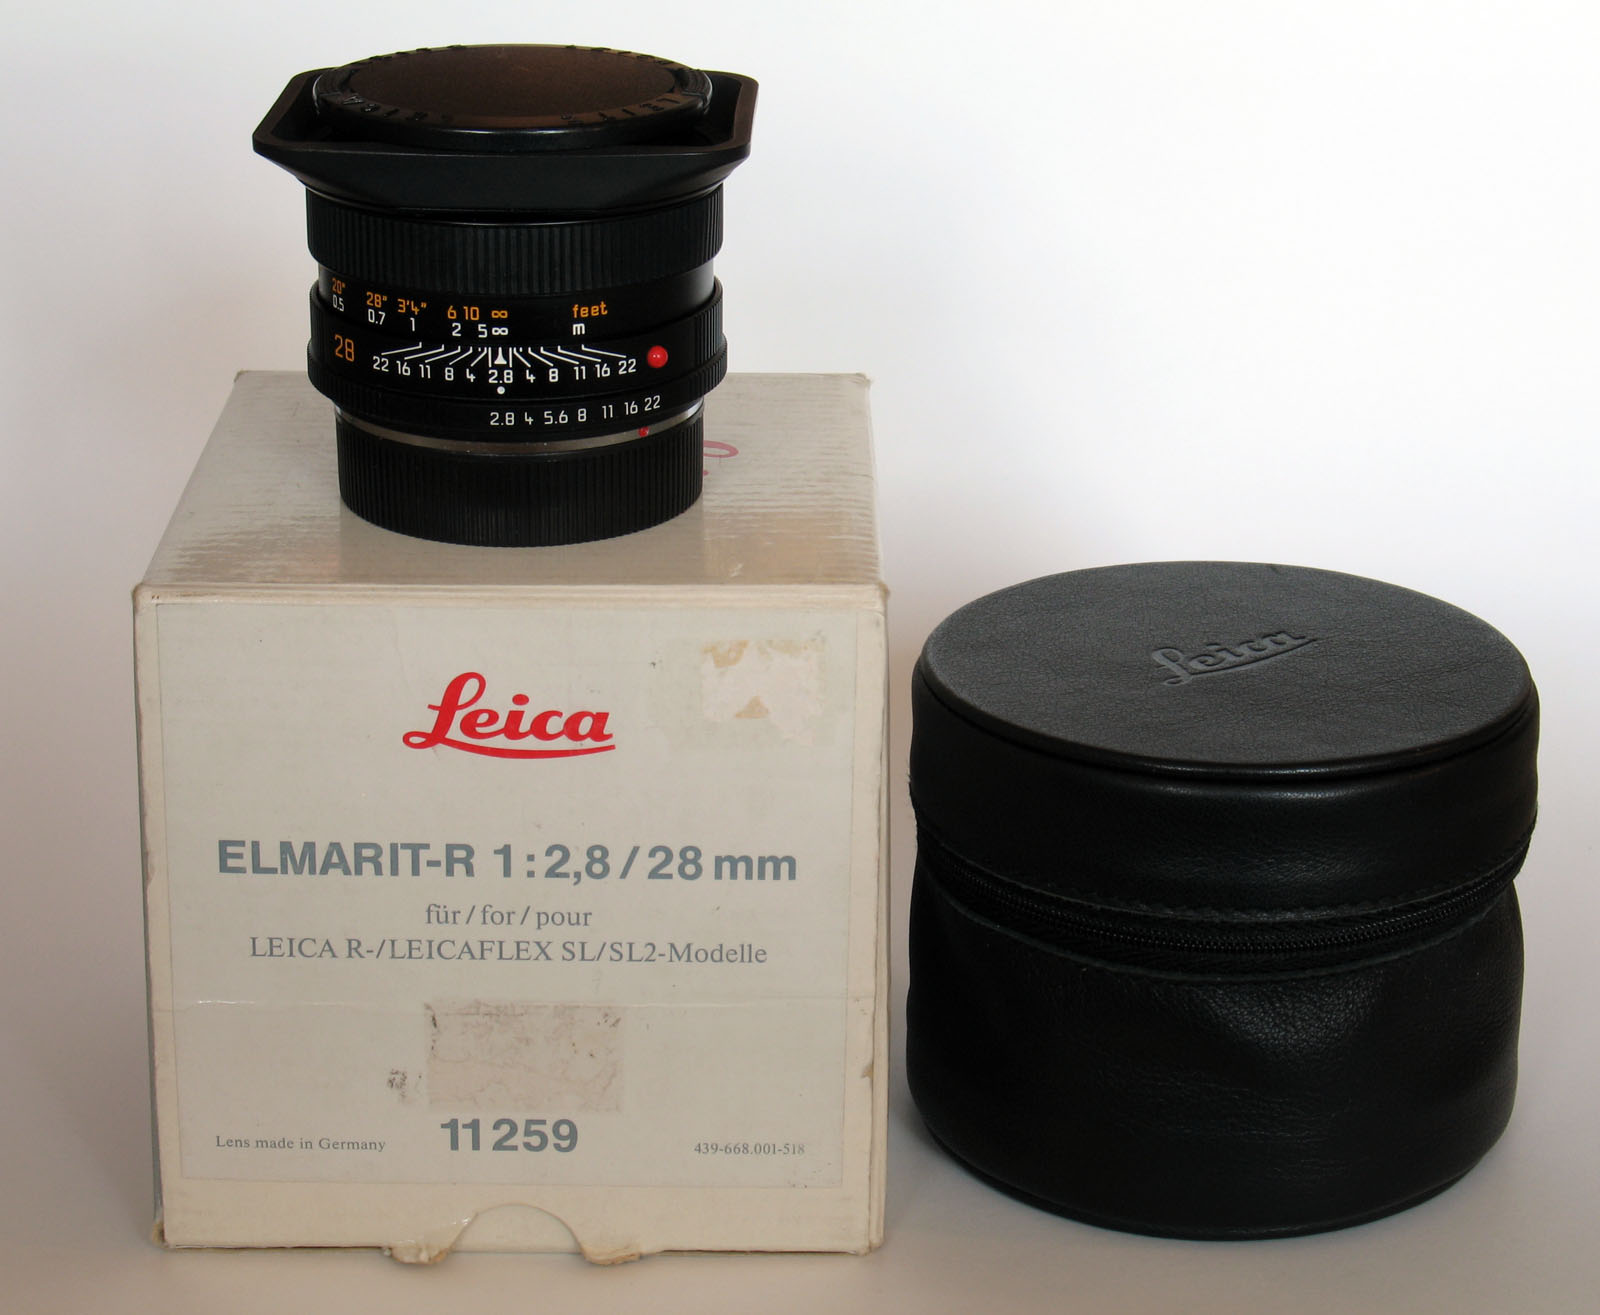 LEITZ
20" 28" 3'4" 6 10 ∞ feet
0.5 0.7 1 2 5 ∞ m
28
22 16 11 8 4 2.8 4 8 11 16 22
2.8 4 5.6 8 11 16 22
Leica
Leica
ELMARIT-R 1:2,8/28 mm
für/for/pour
LEICA R-/LEICAFLEX SL/SL2-Modelle
Lens made in Germany 11259 439-668.001-518